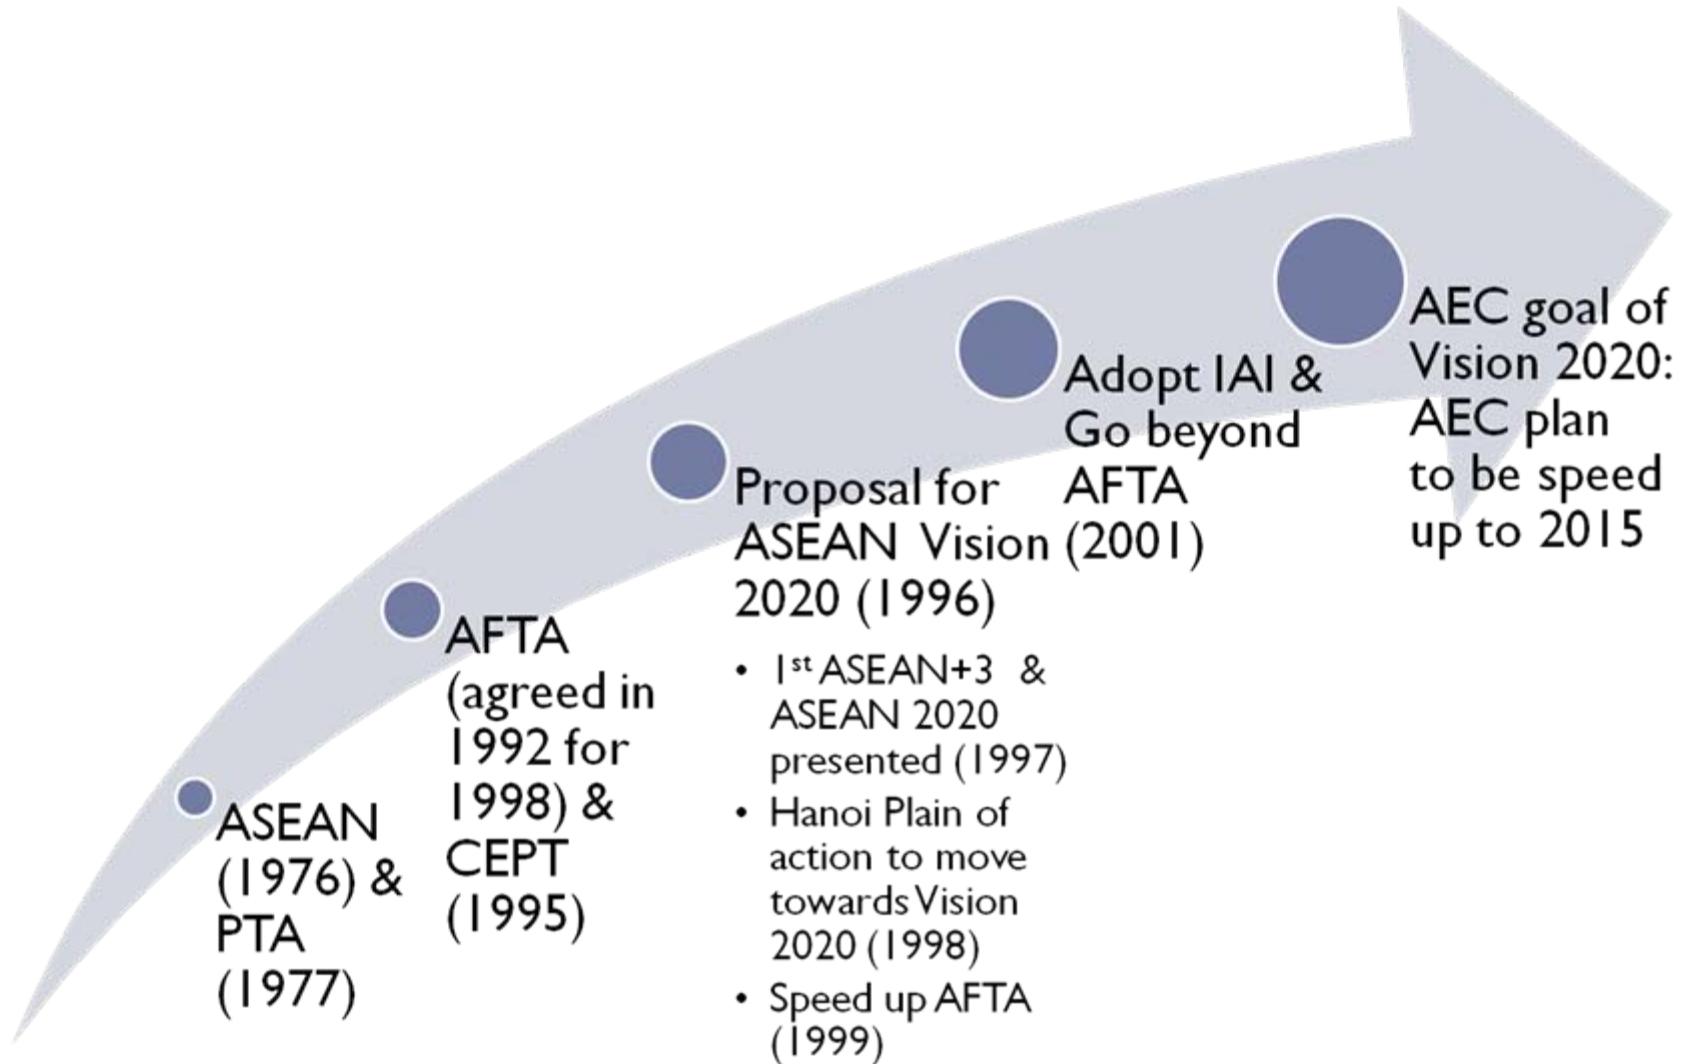 ASEAN
(1976) &
PTA
(1977)
AFTA
(agreed in
1992 for
1998) &
CEPT
(1995)
Proposal for
ASEAN Vision
2020 (1996)
• 1st ASEAN+3 &
ASEAN 2020
presented (1997)
• Hanoi Plain of
action to move
towards Vision
2020 (1998)
• Speed up AFTA
(1999)
Adopt IAI &
Go beyond
AFTA
(2001)
AEC goal of
Vision 2020:
AEC plan
to be speed
up to 2015